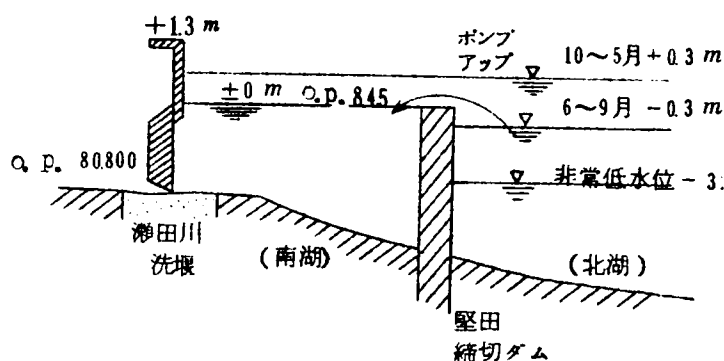 +1.3 m
ポンプ
アップ
10～5月+0.3 m
±0 m
O.P. 84.5
6～9月 -0.3 m
O.P. 80.800
非常低水位-3.
瀬田川
洗堰
(南湖)
(北湖)
堅田
締切ダム